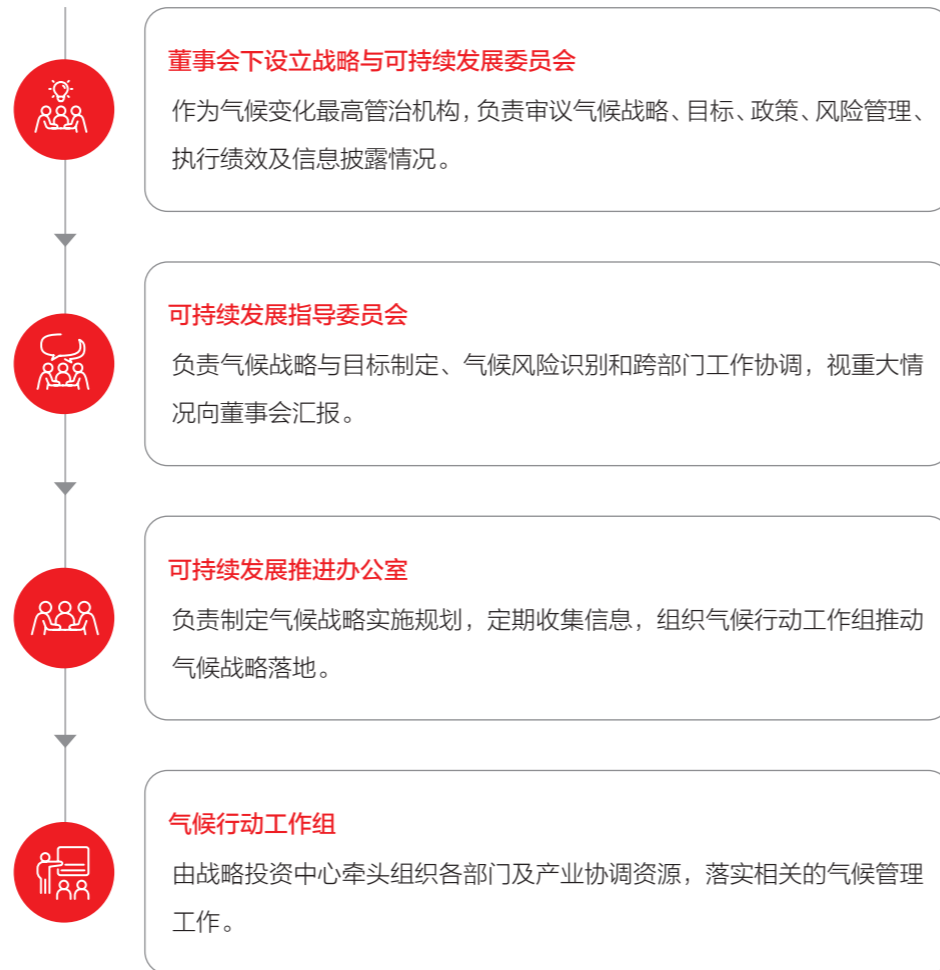 董事会下设立战略与可持续发展委员会
作为气候变化最高管治机构，负责审议气候战略、目标、政策、风险管理、
执行绩效及信息披露情况。
可持续发展指导委员会
负责气候战略与目标制定、气候风险识别和跨部门工作协调，视重大情
况向董事会汇报。
可持续发展推进办公室
负责制定气候战略实施规划，定期收集信息，组织气候行动工作组推动
气候战略落地。
气候行动工作组
由战略投资中心牵头组织各部门及产业协调资源，落实相关的气候管理
工作。